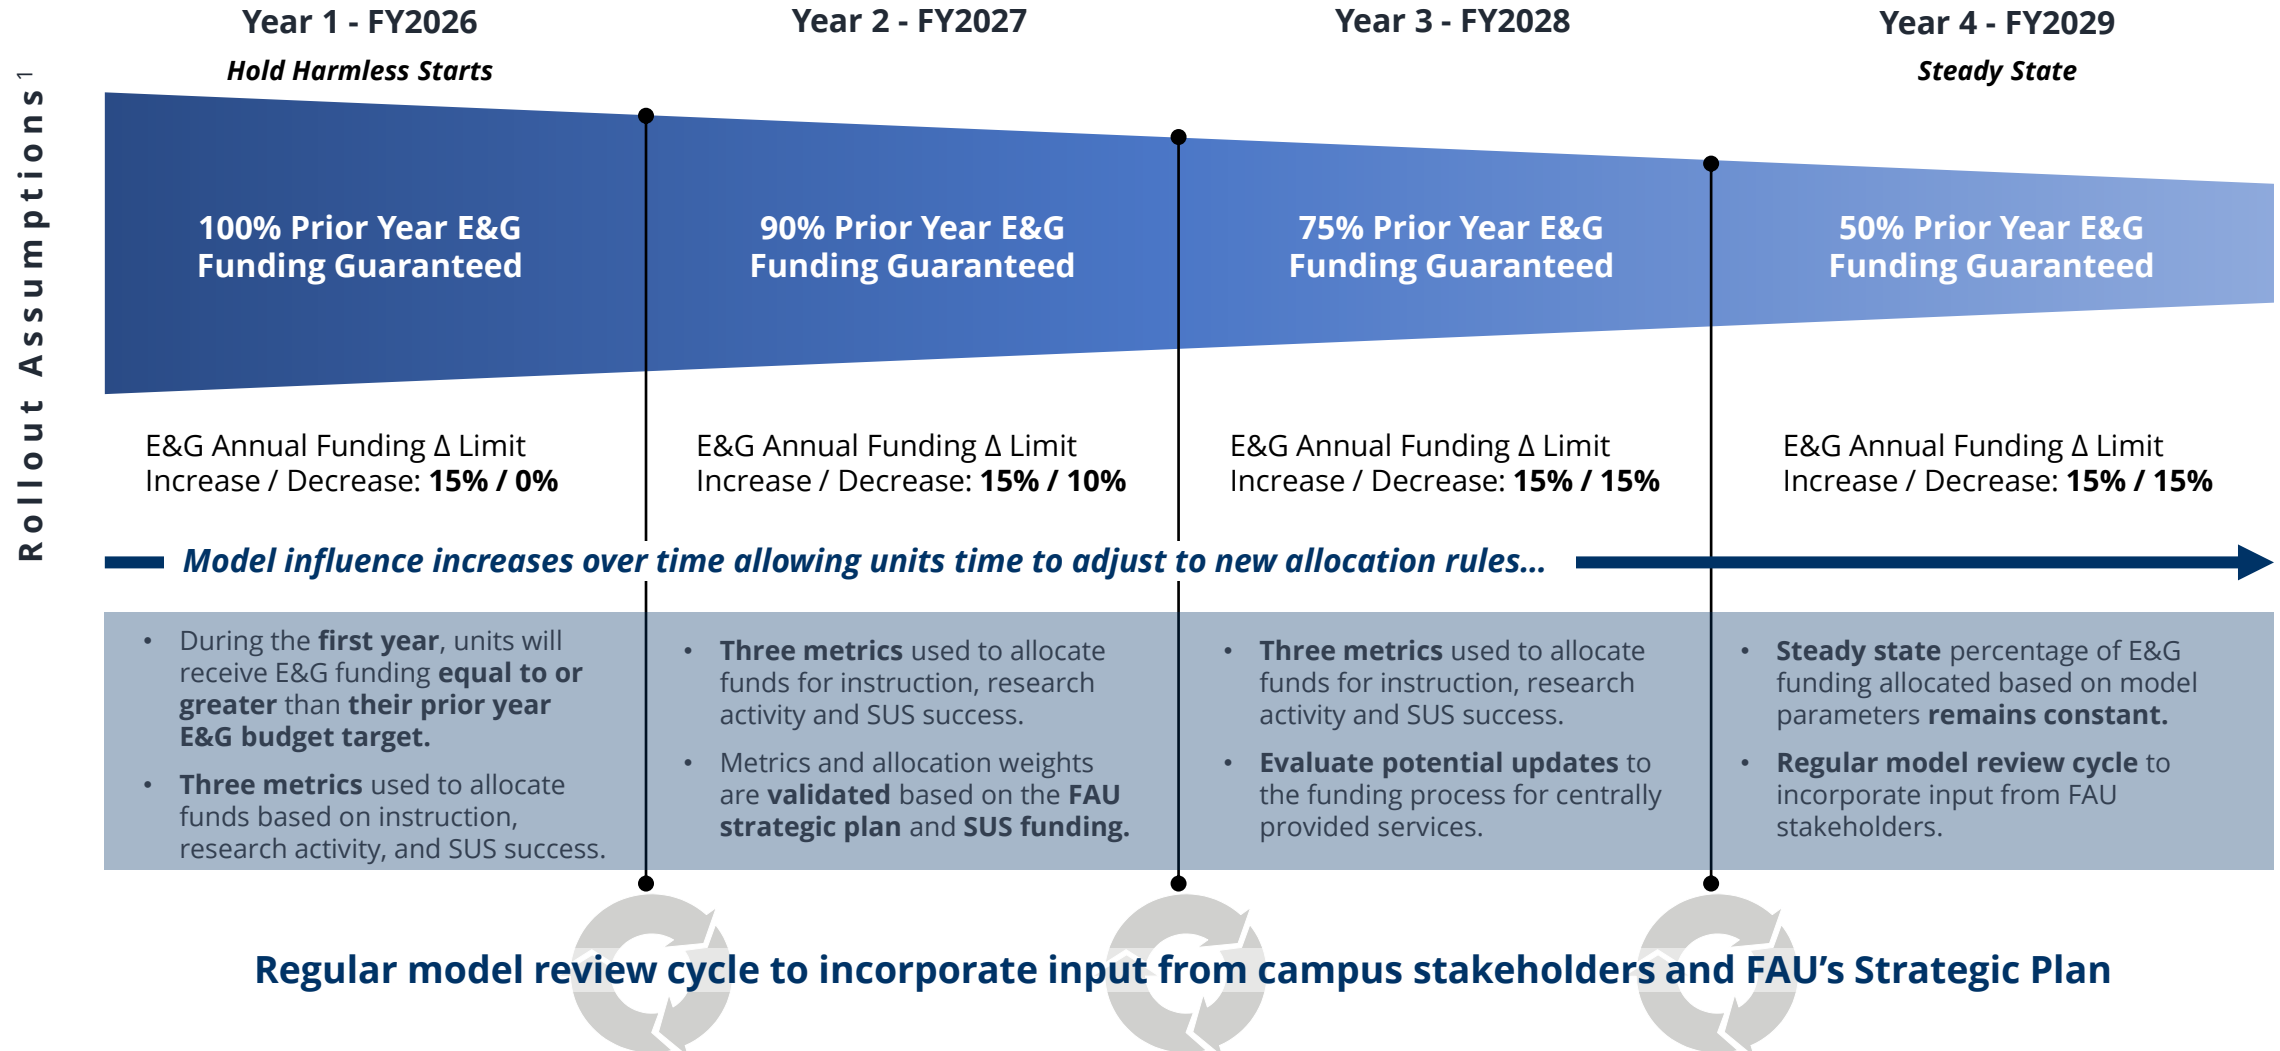 Rollout Assumptions1
Year 1 - FY2026
Hold Harmless Starts
Year 2 - FY2027
Year 3 - FY2028
Year 4 - FY2029
Steady State
100% Prior Year E&G
Funding Guaranteed
90% Prior Year E&G
Funding Guaranteed
75% Prior Year E&G
Funding Guaranteed
50% Prior Year E&G
Funding Guaranteed
E&G Annual Funding Δ Limit
Increase / Decrease: 15% / 0%
E&G Annual Funding Δ Limit
Increase / Decrease: 15% / 10%
E&G Annual Funding Δ Limit
Increase / Decrease: 15% / 15%
E&G Annual Funding Δ Limit
Increase / Decrease: 15% / 15%
Model influence increases over time allowing units time to adjust to new allocation rules...
• During the first year, units will
receive E&G funding equal to or
greater than their prior year
E&G budget target.
• Three metrics used to allocate
funds based on instruction,
research activity, and SUS success.
• Three metrics used to allocate
funds for instruction, research
activity and SUS success.
• Metrics and allocation weights
are validated based on the FAU
strategic plan and SUS funding.
• Three metrics used to allocate
funds for instruction, research
activity and SUS success.
• Evaluate potential updates to
the funding process for centrally
provided services.
• Steady state percentage of E&G
funding allocated based on model
parameters remains constant.
• Regular model review cycle to
incorporate input from FAU
stakeholders.
Regular model review cycle to incorporate input from campus stakeholders and FAU’s Strategic Plan